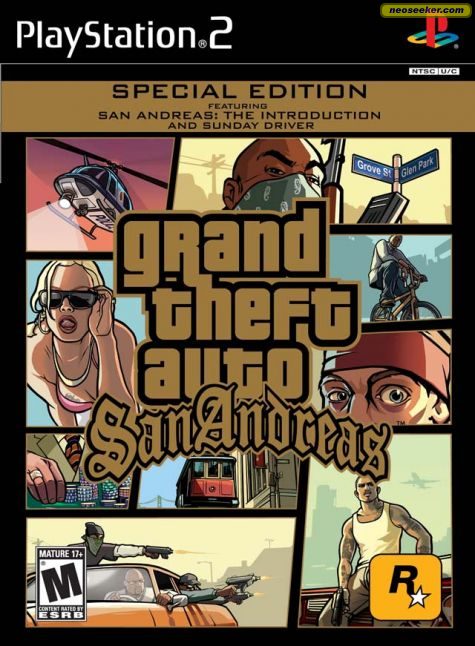 neoseeker.com
PlayStation®2
NTSC U/C
SPECIAL EDITION
FEATURING
SAN ANDREAS: THE INTRODUCTION
AND SUNDAY DRIVER
Grove St
Glen Park
grand
theft
auto
San Andreas
TM
MATURE 17+
M
CONTENT RATED BY
ESRB
R